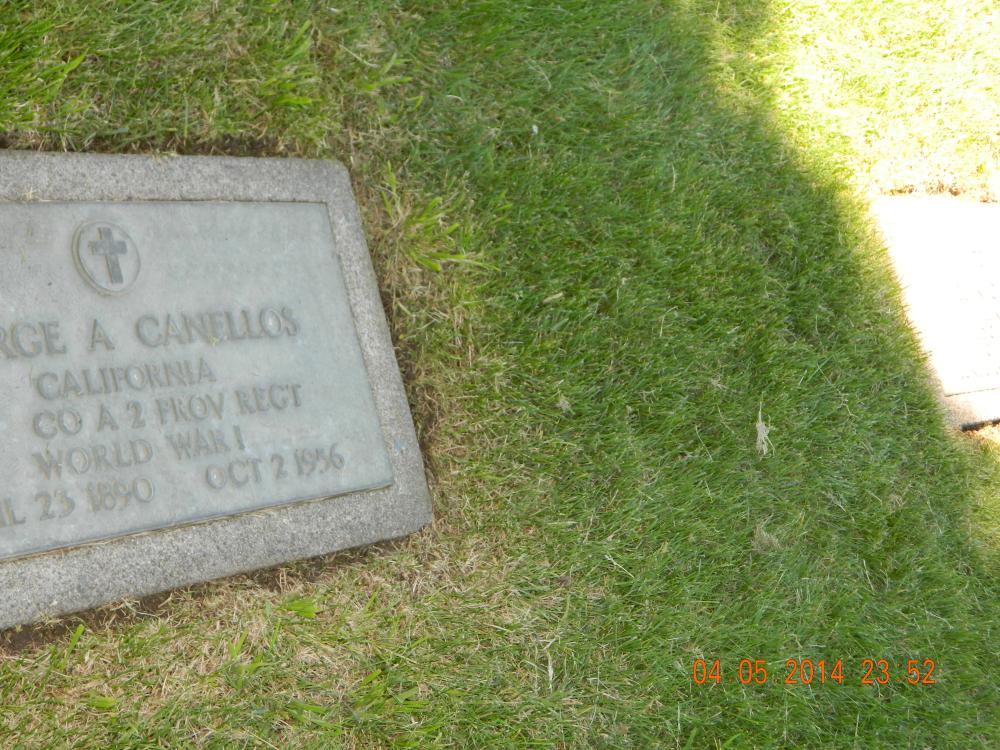 RGE A CANELLOS
CALIFORNIA
CO A 2 PROV REGT
WORLD WAR I
IL 23 1890 OCT 2 1956
04 05 2014 23 52